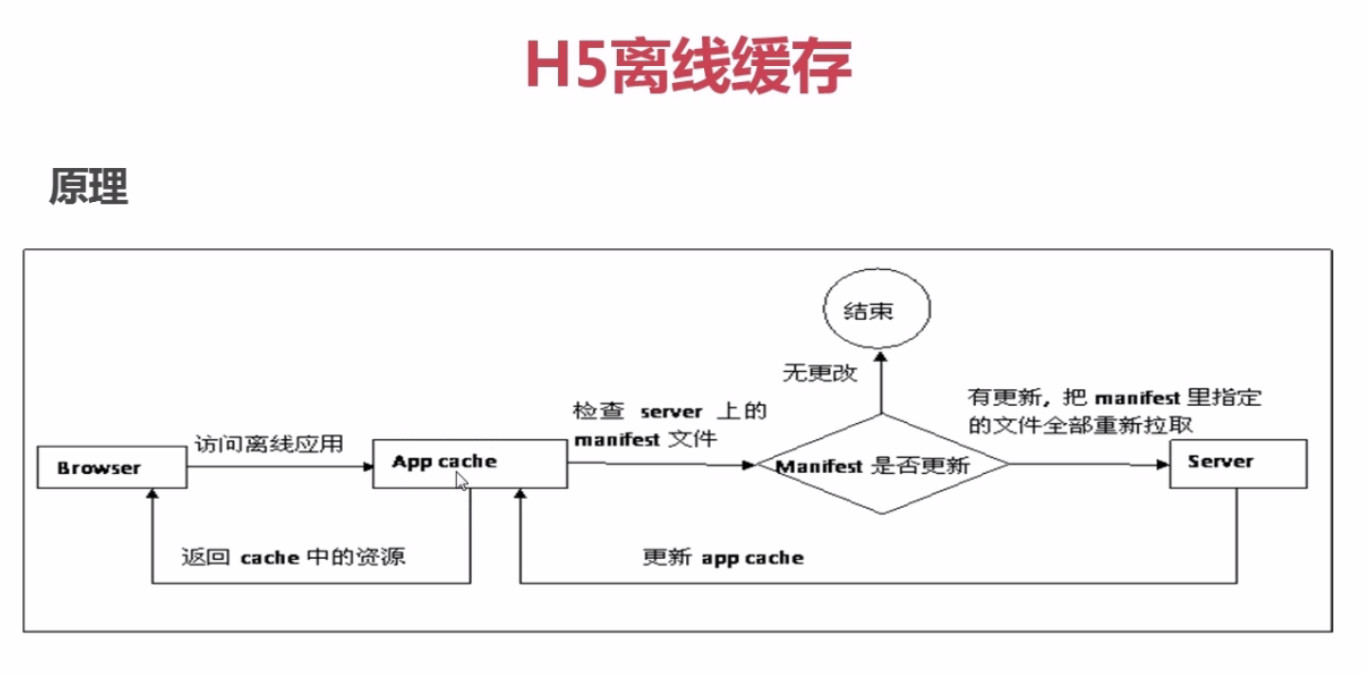 H5离线缓存
原理
结束
无更改
检查 server 上的
manifest 文件
有更新, 把 manifest 里指定
的文件全部重新拉取
访问离线应用
Browser
App cache
Manifest 是否更新
Server
返回 cache 中的资源
更新 app cache